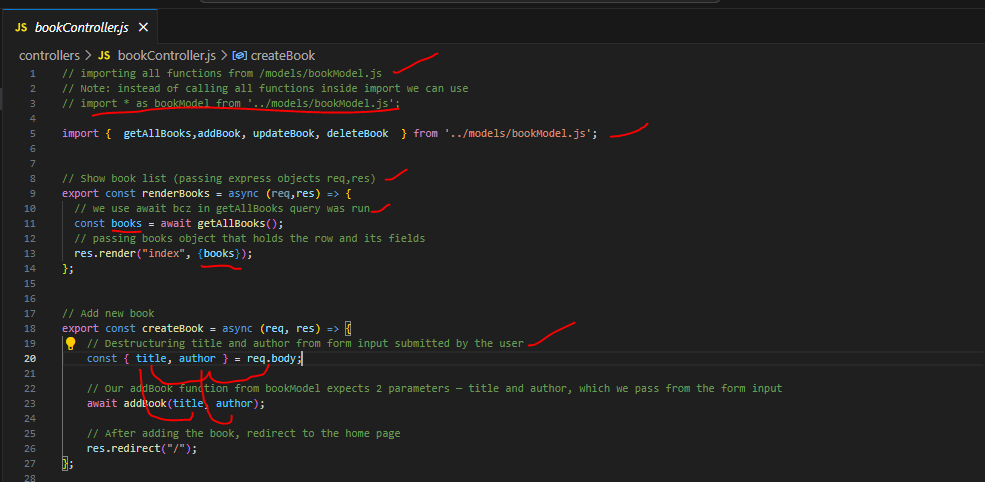 JS bookController.js ×
controllers > JS bookController.js > createBook
1 // importing all functions from /models/bookModel.js
2 // Note: instead of calling all functions inside import we can use
3 // import * as bookModel from '../models/bookModel.js';
4
5 import {  getAllBooks,addBook, updateBook, deleteBook  } from '../models/bookModel.js';
6
7
8 // Show book list (passing express objects req,res)
9 export const renderBooks = async (req,res) => {
10 // we use await bcz in getAllBooks query was run
11 const books = await getAllBooks();
12 // passing books object that holds the row and its fields
13 res.render("index", {books});
14 };
15
16
17 // Add new book
18 export const createBook = async (req, res) => {
19 // Destructuring title and author from form input submitted by the user
20 const { title, author } = req.body;
21
22 // Our addBook function from bookModel expects 2 parameters — title and author, which we pass from the form input
23 await addBook(title, author);
24
25 // After adding the book, redirect to the home page
26 res.redirect("/");
27 };
28